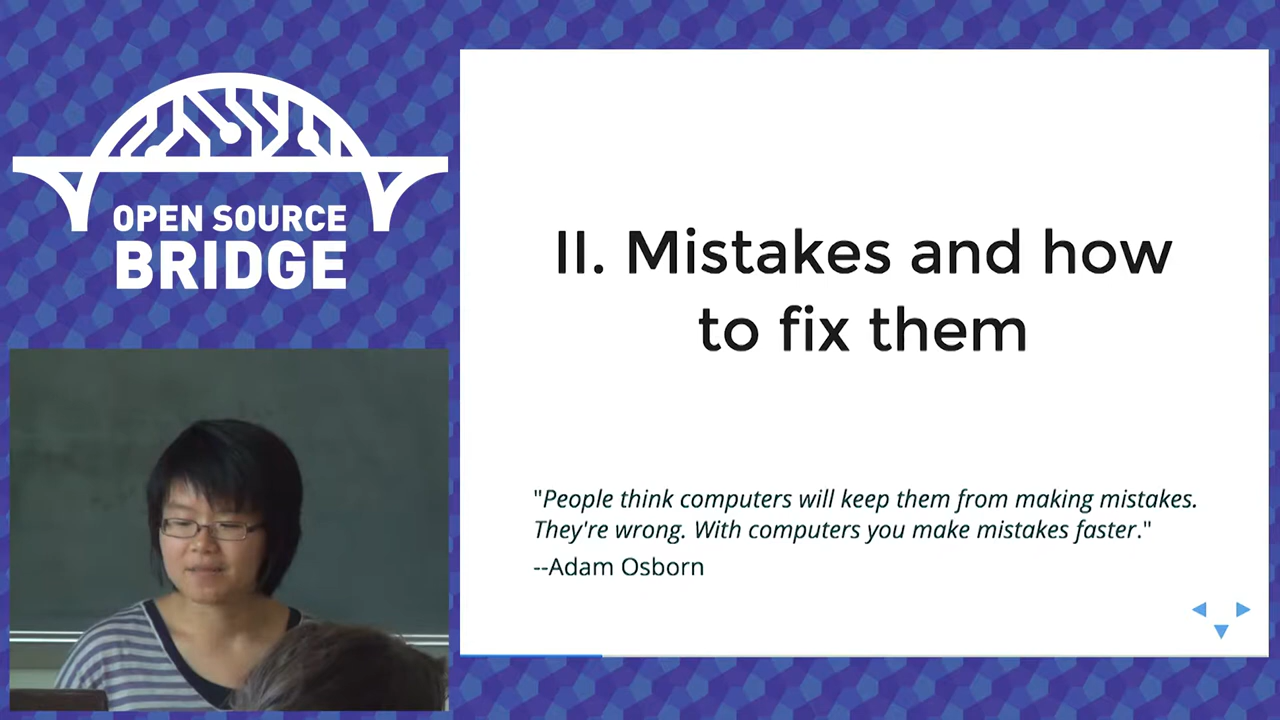 OPEN SOURCE
BRIDGE
II. Mistakes and how
to fix them
"People think computers will keep them from making mistakes.
They're wrong. With computers you make mistakes faster."
--Adam Osborn